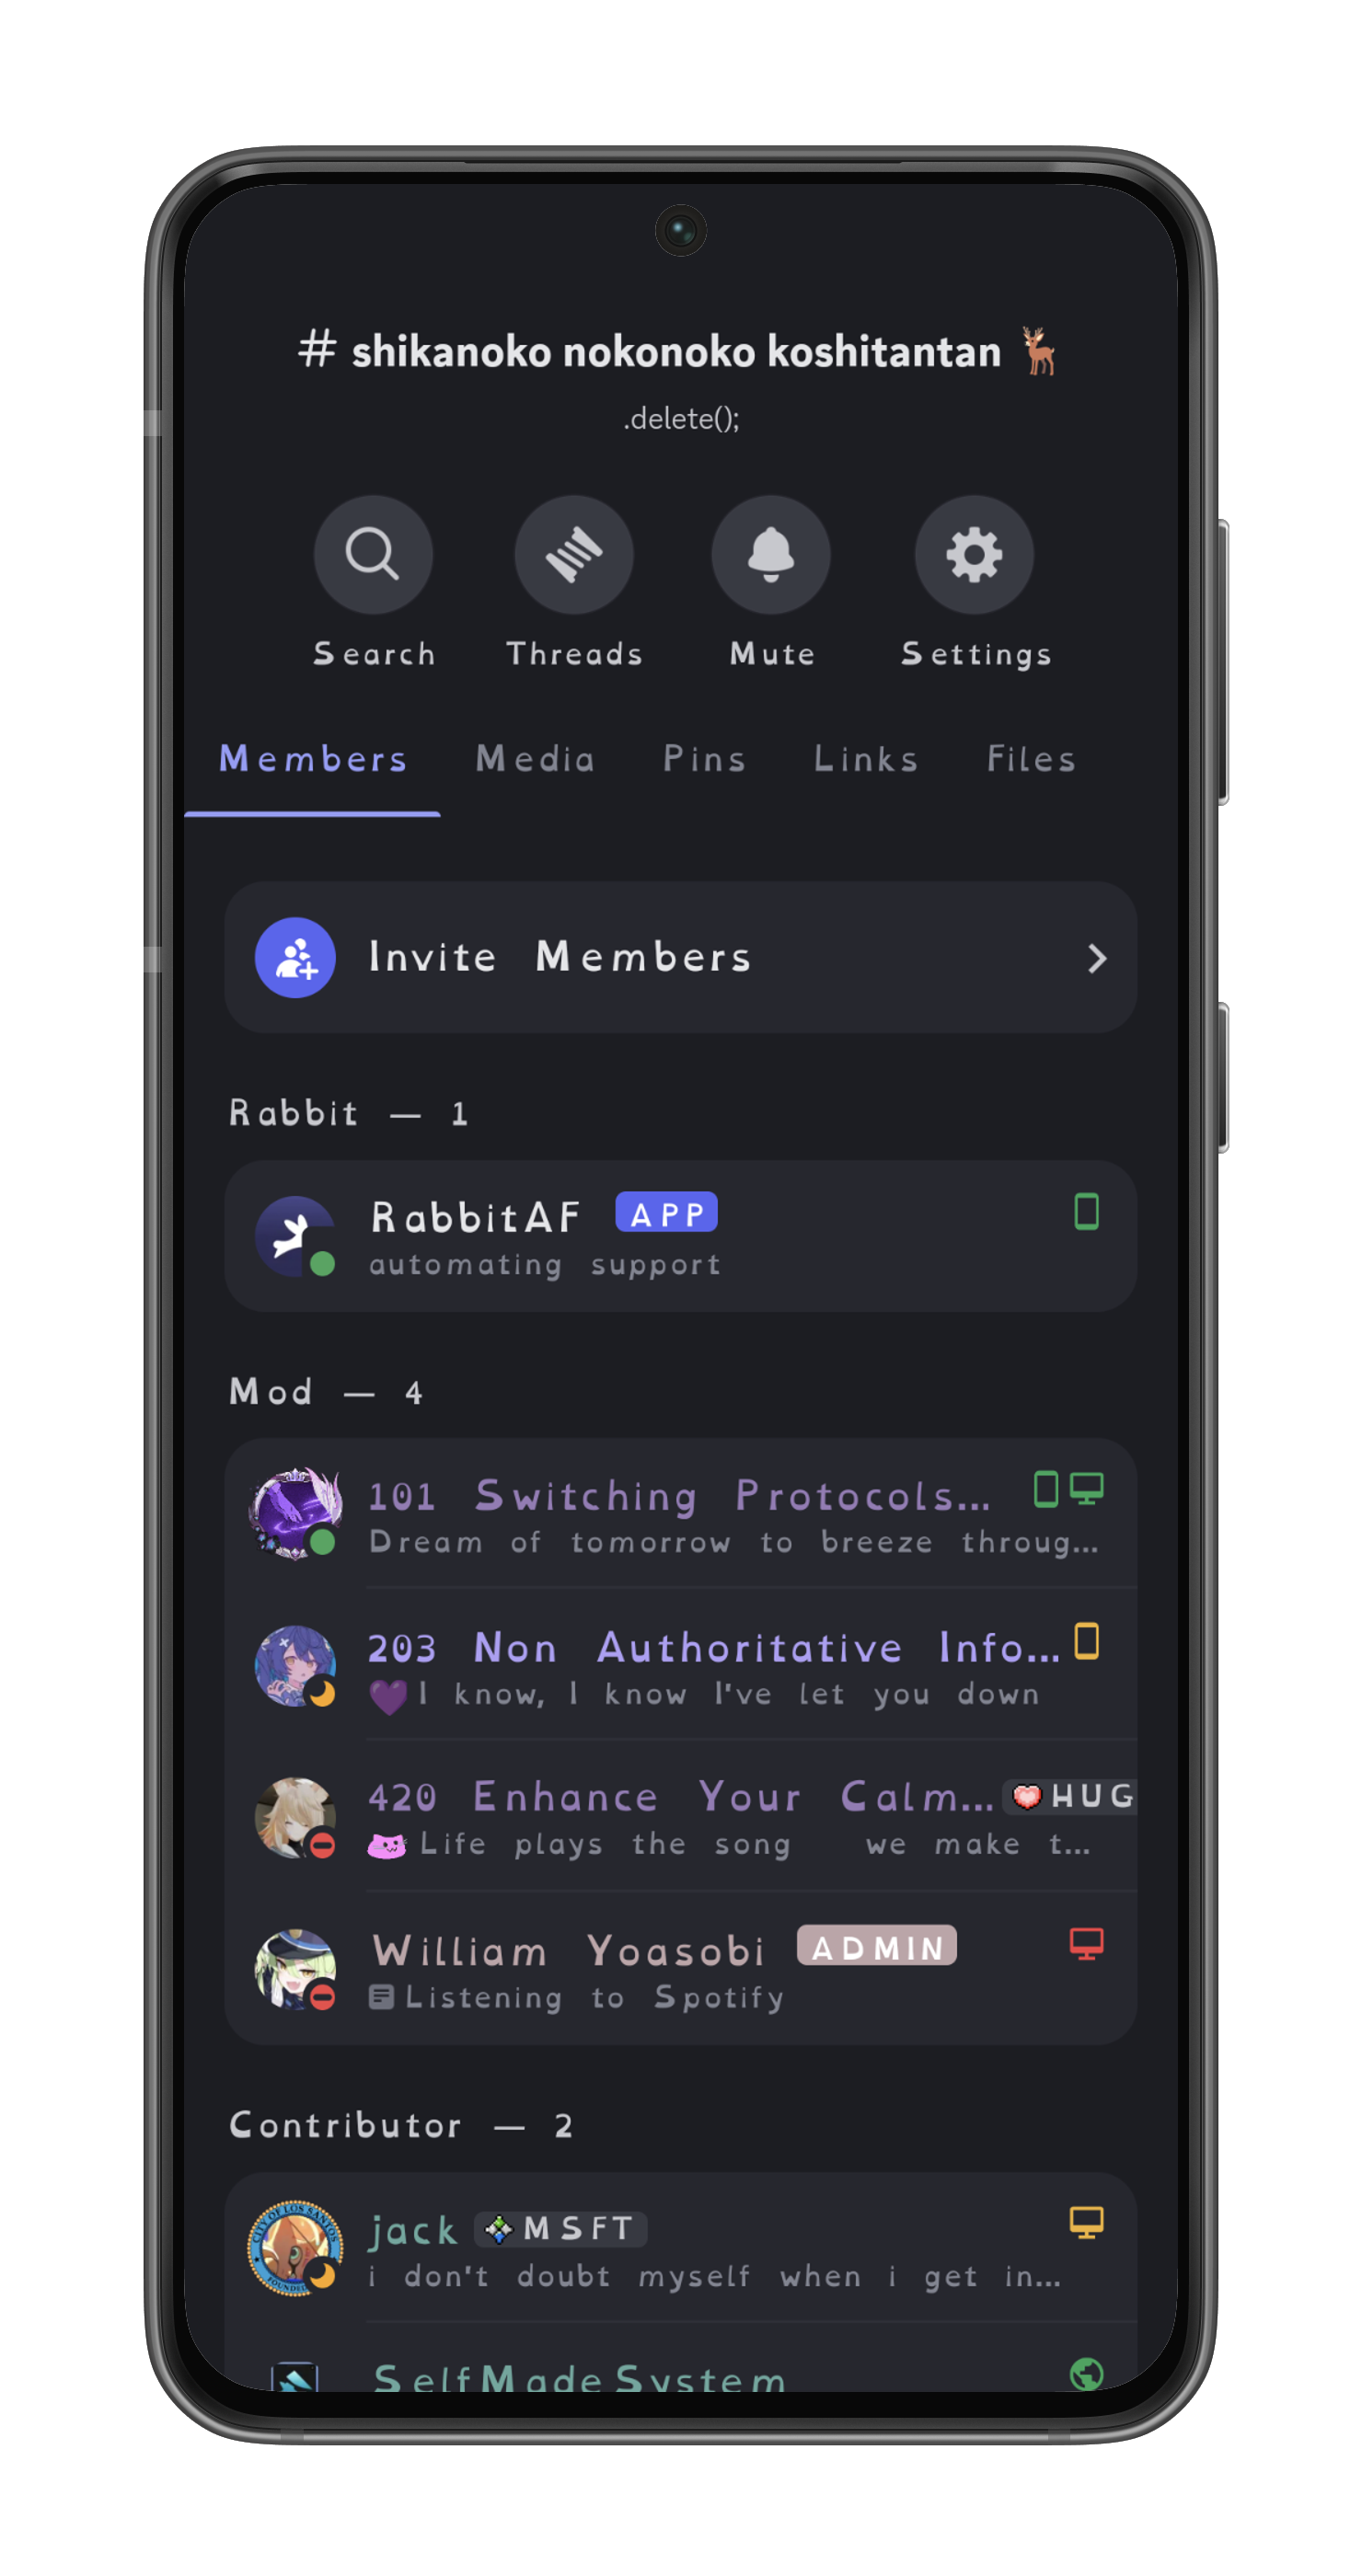 # shikanoko nokonoko koshitantan 🦌
.delete();
Search Threads Mute Settings
Members Media Pins Links Files
Invite Members
Rabbit — 1
RabbitAF APP
automating support
Mod — 4
101 Switching Protocols...
Dream of tomorrow to breeze throug...
203 Non Authoritative Info...
💜I know, I know I've let you down
420 Enhance Your Calm... HUG
Life plays the song we make t...
William Yoasobi ADMIN
Listening to Spotify
Contributor — 2
jack MSFT
i don't doubt myself when i get in...
SelfMadeSystem